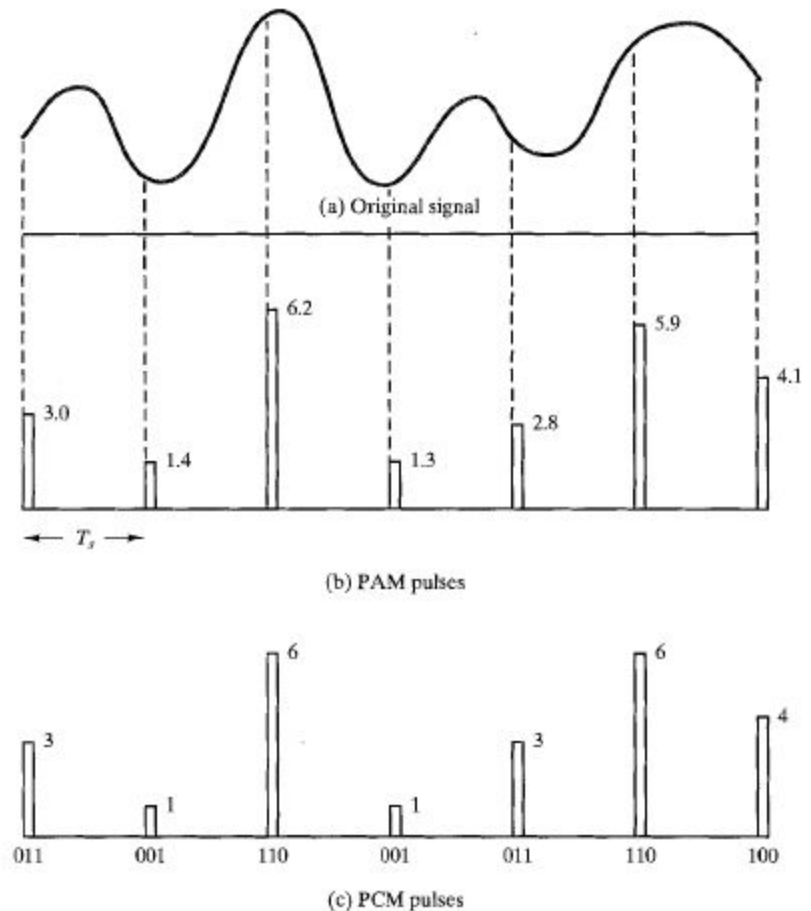 (a) Original signal
6.2
5.9
4.1
3.0
2.8
1.4
1.3
T_s
(b) PAM pulses
6
6
4
3
3
1
1
011 001 110 001 011 110 100
(c) PCM pulses